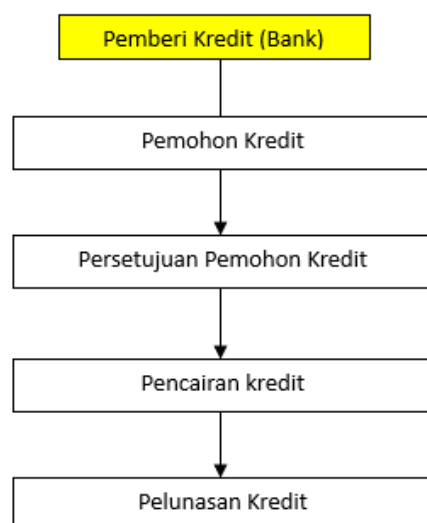 Pemberi Kredit (Bank)
Pemohon Kredit
Persetujuan Pemohon Kredit
Pencairan kredit
Pelunasan Kredit